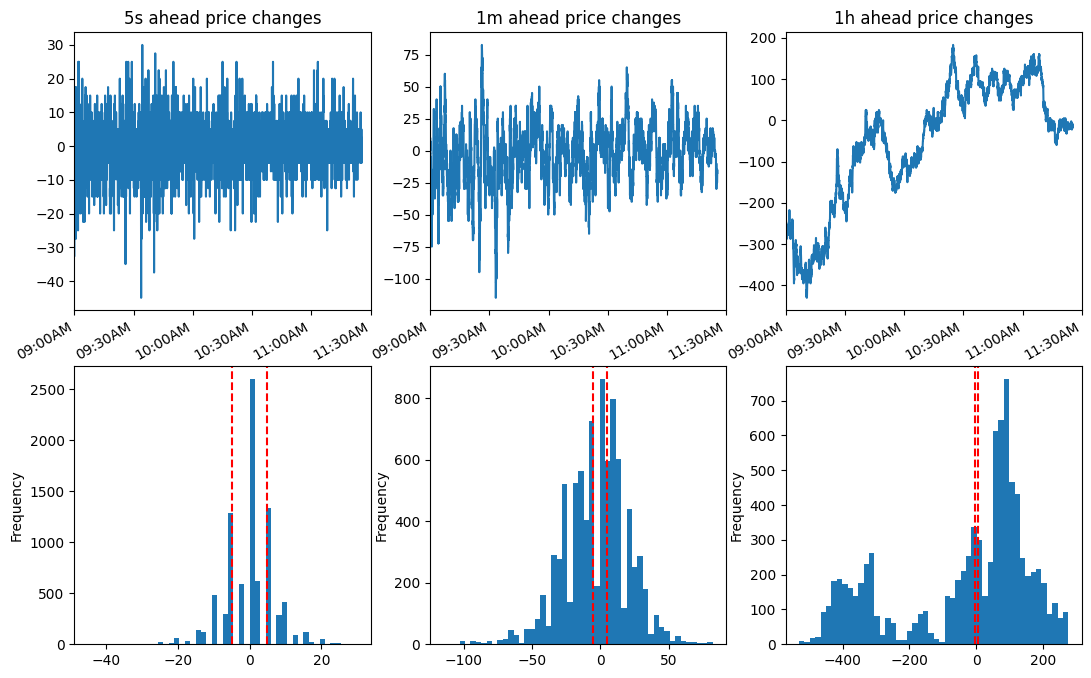 5s ahead price changes
1m ahead price changes
1h ahead price changes
30
20
10
0
−10
−20
−30
−40
75
50
25
0
−25
−50
−75
−100
200
100
0
−100
−200
−300
−400
09:00AM
09:30AM
10:00AM
10:30AM
11:00AM
11:30AM
09:00AM
09:30AM
10:00AM
10:30AM
11:00AM
11:30AM
09:00AM
09:30AM
10:00AM
10:30AM
11:00AM
11:30AM
Frequency
2500
2000
1500
1000
500
0
−40
−20
0
20
Frequency
800
600
400
200
0
−100
−50
0
50
Frequency
700
600
500
400
300
200
100
0
−400
−200
0
200